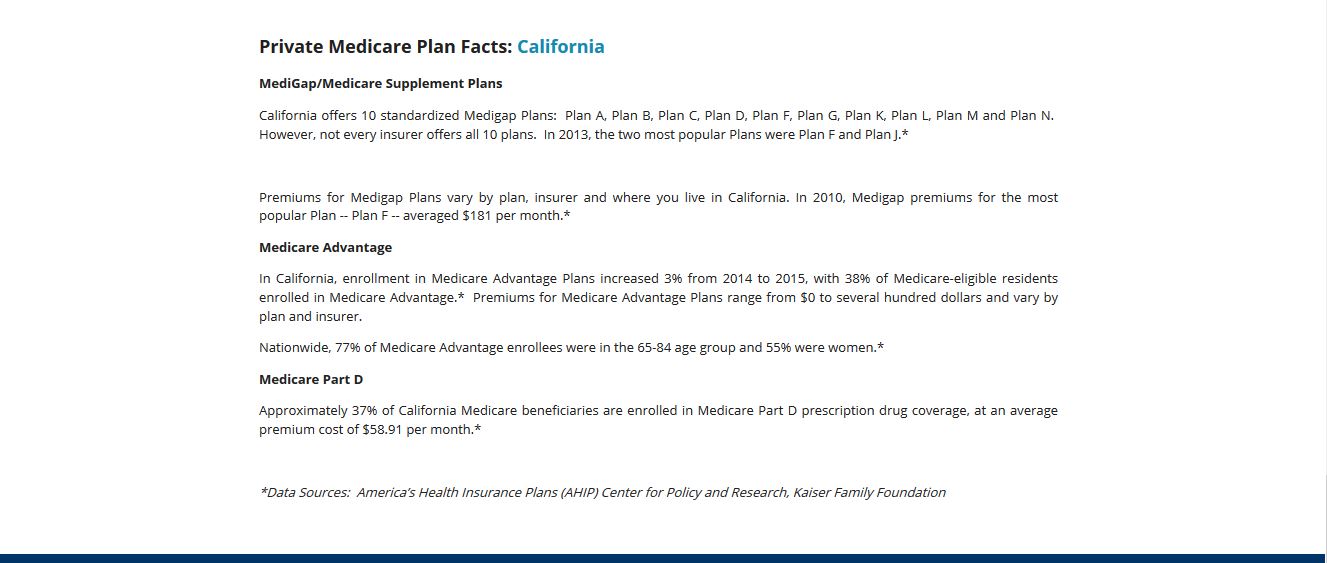 Private Medicare Plan Facts: California
MediGap/Medicare Supplement Plans
California offers 10 standardized Medigap Plans:  Plan A, Plan B, Plan C, Plan D, Plan F, Plan G, Plan K, Plan L, Plan M and Plan N.
However, not every insurer offers all 10 plans.  In 2013, the two most popular Plans were Plan F and Plan J.*
Premiums for Medigap Plans vary by plan, insurer and where you live in California. In 2010, Medigap premiums for the most
popular Plan -- Plan F -- averaged $181 per month.*
Medicare Advantage
In California, enrollment in Medicare Advantage Plans increased 3% from 2014 to 2015, with 38% of Medicare-eligible residents
enrolled in Medicare Advantage.*  Premiums for Medicare Advantage Plans range from $0 to several hundred dollars and vary by
plan and insurer.
Nationwide, 77% of Medicare Advantage enrollees were in the 65-84 age group and 55% were women.*
Medicare Part D
Approximately 37% of California Medicare beneficiaries are enrolled in Medicare Part D prescription drug coverage, at an average
premium cost of $58.91 per month.*
*Data Sources:  America’s Health Insurance Plans (AHIP) Center for Policy and Research, Kaiser Family Foundation